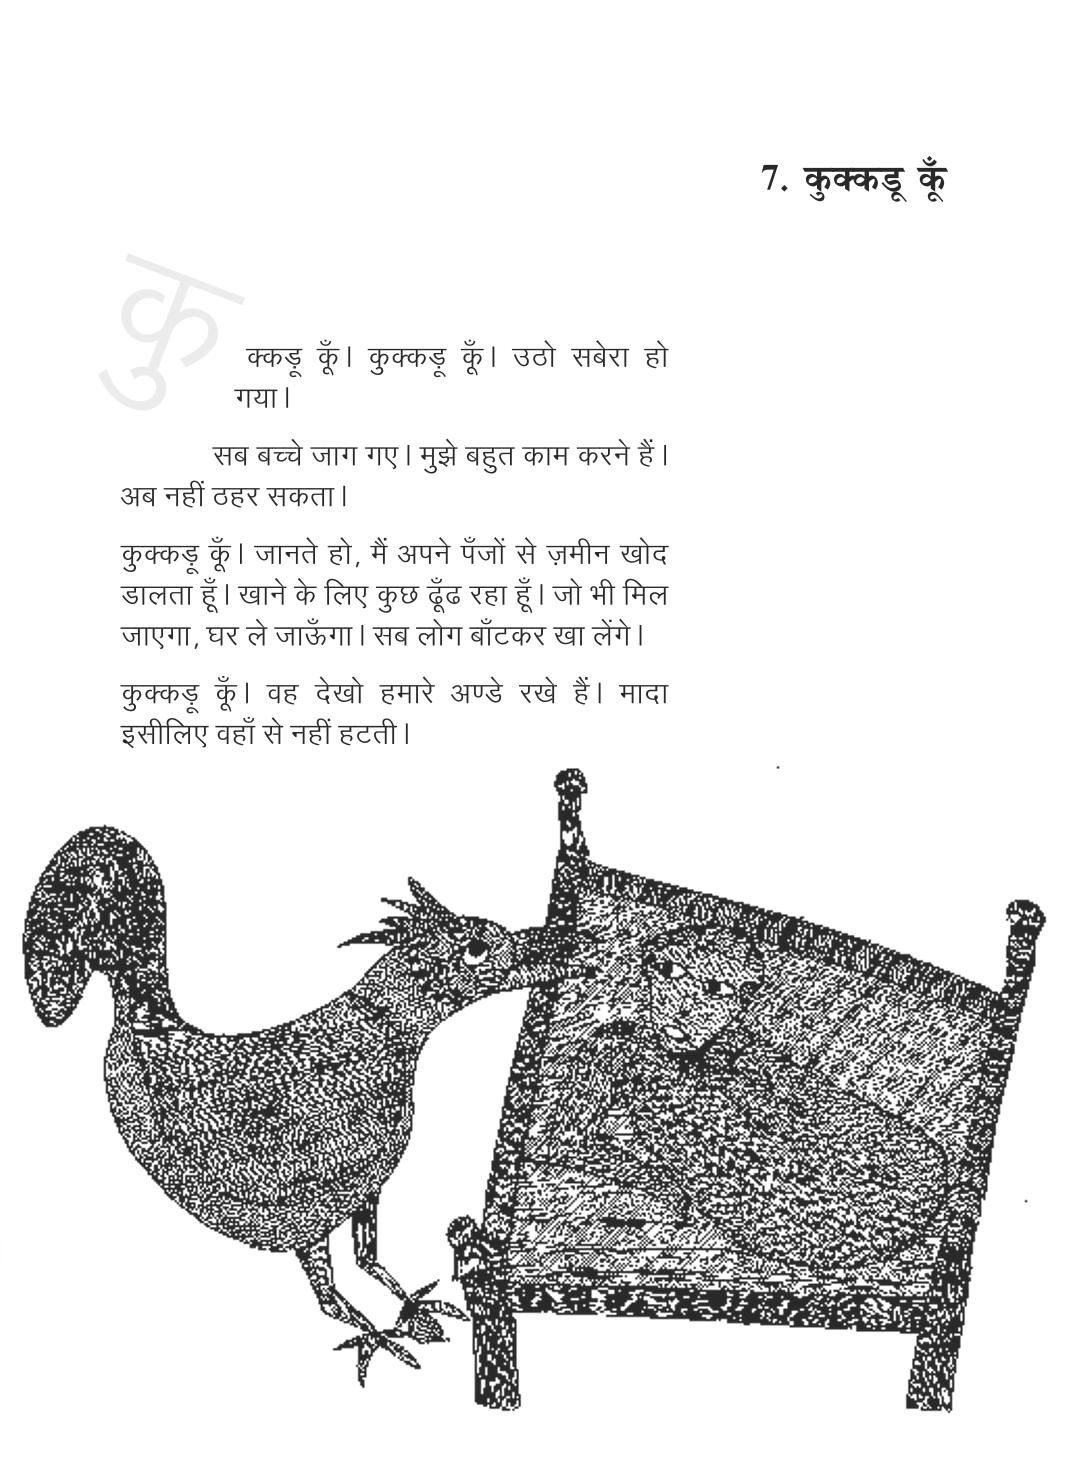 7. कुक्कडू कूँ
कु
क्कड़ू कूँ। कुक्कड़ू कूँ। उठो सबेरा हो
गया।
सब बच्चे जाग गए। मुझे बहुत काम करने हैं।
अब नहीं ठहर सकता।
कुक्कड़ू कूँ। जानते हो, मैं अपने पँजों से ज़मीन खोद
डालता हूँ। खाने के लिए कुछ ढूँढ रहा हूँ। जो भी मिल
जाएगा, घर ले जाऊँगा। सब लोग बाँटकर खा लेंगे।
कुक्कड़ू कूँ। वह देखो हमारे अण्डे रखे हैं। मादा
इसीलिए वहाँ से नहीं हटती।